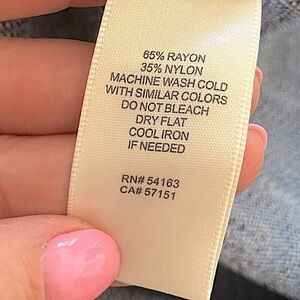 65% RAYON
35% NYLON
MACHINE WASH COLD
WITH SIMILAR COLORS
DO NOT BLEACH
DRY FLAT
COOL IRON
IF NEEDED
RN# 54163
CA# 57151